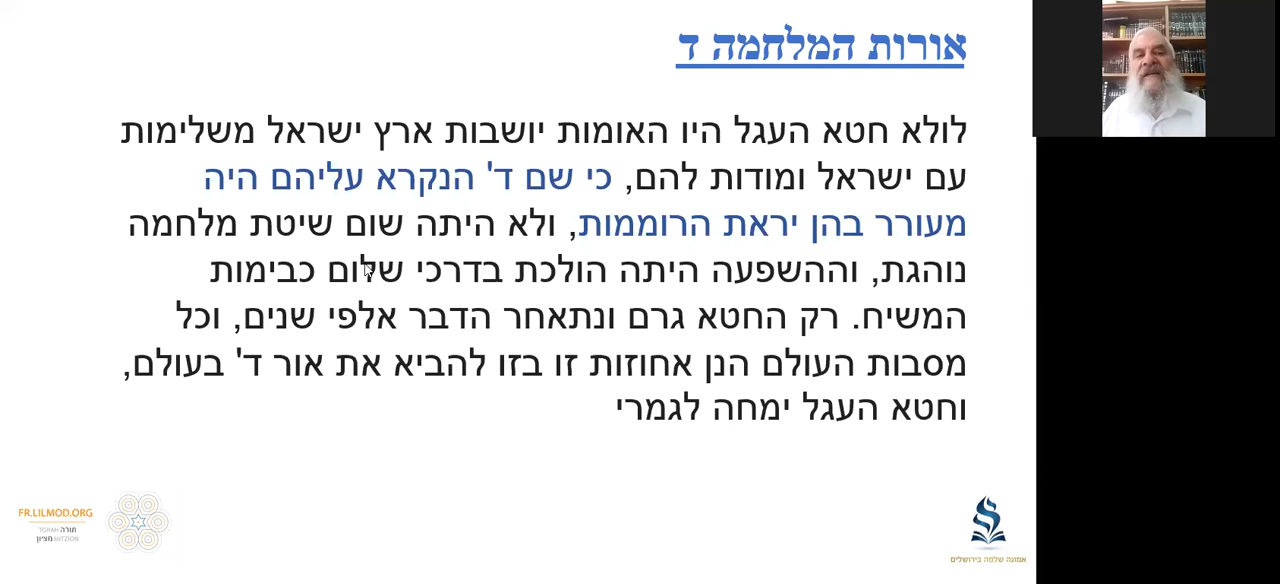 אורות המלחמה ד
לולא חטא העגל היו האומות יושבות ארץ ישראל משלימות
עם ישראל ומודות להם, כי שם ד' הנקרא עליהם היה
מעורר בהן יראת הרוממות, ולא היתה שום שיטת מלחמה
נוהגת, וההשפעה היתה הולכת בדרכי שלום כבימות
המשיח. רק החטא גרם ונתאחר הדבר אלפי שנים, וכל
מסבות העולם הנן אחוזות זו בזו להביא את אור ד' בעולם,
וחטא העגל ימחה לגמרי
FR.LILMOD.ORG
TORAH תורה
מציון MITZION
אמונה שלמה בירושלים